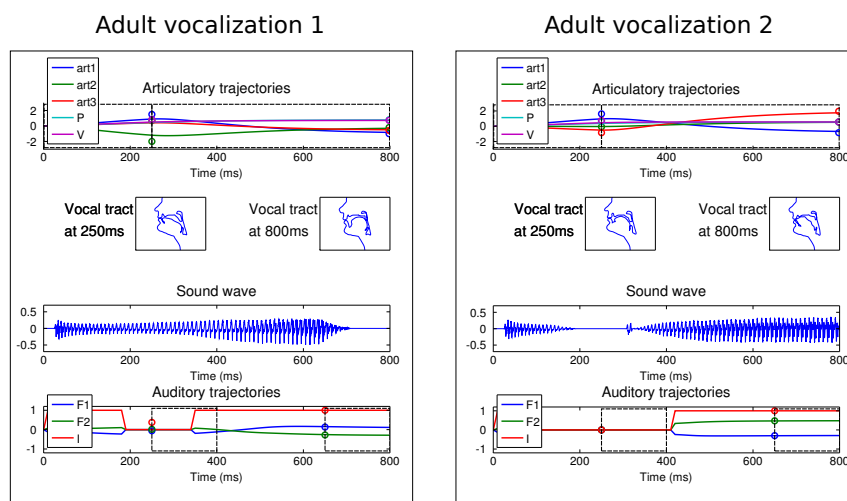 Adult vocalization 1
art1
art2
art3
P
V
Articulatory trajectories
2
0
-2
0 200 400 600 800
Time (ms)
Vocal tract
at 250ms
Vocal tract
at 800ms
Sound wave
0.5
0
-0.5
0 200 400 600 800
Time (ms)
Auditory trajectories
F1
F2
I
1
0
-1
0 200 400 600 800
Time (ms)
Adult vocalization 2
art1
art2
art3
P
V
Articulatory trajectories
2
0
-2
0 200 400 600 800
Time (ms)
Vocal tract
at 250ms
Vocal tract
at 800ms
Sound wave
0.5
0
-0.5
0 200 400 600 800
Time (ms)
Auditory trajectories
F1
F2
I
1
0
-1
0 200 400 600 800
Time (ms)